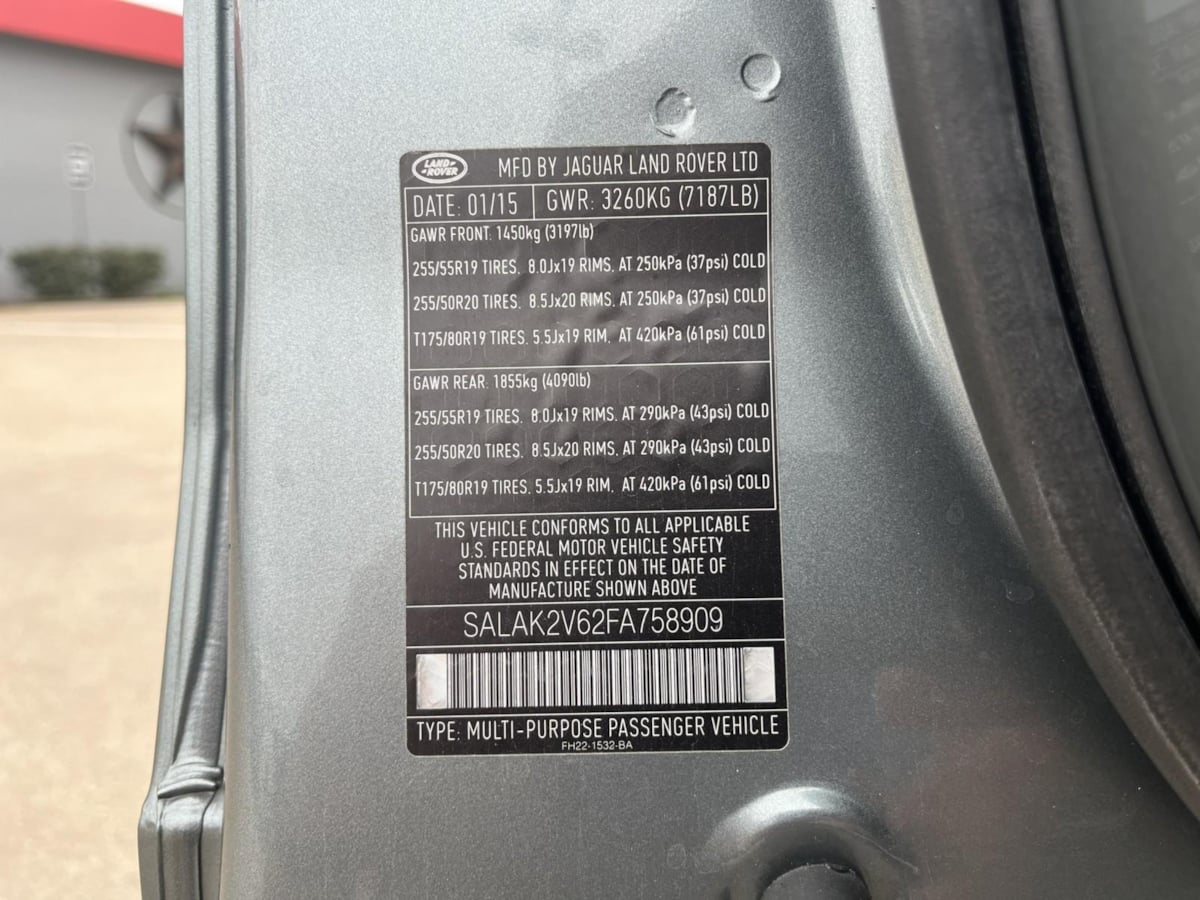 LAND ROVER MFD BY JAGUAR LAND ROVER LTD
DATE: 01/15 GWR: 3260KG (7187LB)
GAWR FRONT. 1450kg (3197lb)
255/55R19 TIRES. 8.0Jx19 RIMS. AT 250kPa (37psi) COLD
255/50R20 TIRES. 8.5Jx20 RIMS. AT 250kPa (37psi) COLD
T175/80R19 TIRES. 5.5Jx19 RIM. AT 420kPa (61psi) COLD
GAWR REAR: 1855kg (4090lb)
255/55R19 TIRES. 8.0Jx19 RIMS. AT 290kPa (43psi) COLD
255/50R20 TIRES. 8.5Jx20 RIMS. AT 290kPa (43psi) COLD
T175/80R19 TIRES. 5.5Jx19 RIM. AT 420kPa (61psi) COLD
THIS VEHICLE CONFORMS TO ALL APPLICABLE
U.S. FEDERAL MOTOR VEHICLE SAFETY
STANDARDS IN EFFECT ON THE DATE OF
MANUFACTURE SHOWN ABOVE
SALAK2V62FA758909
TYPE: MULTI-PURPOSE PASSENGER VEHICLE
FH22-1532-BA